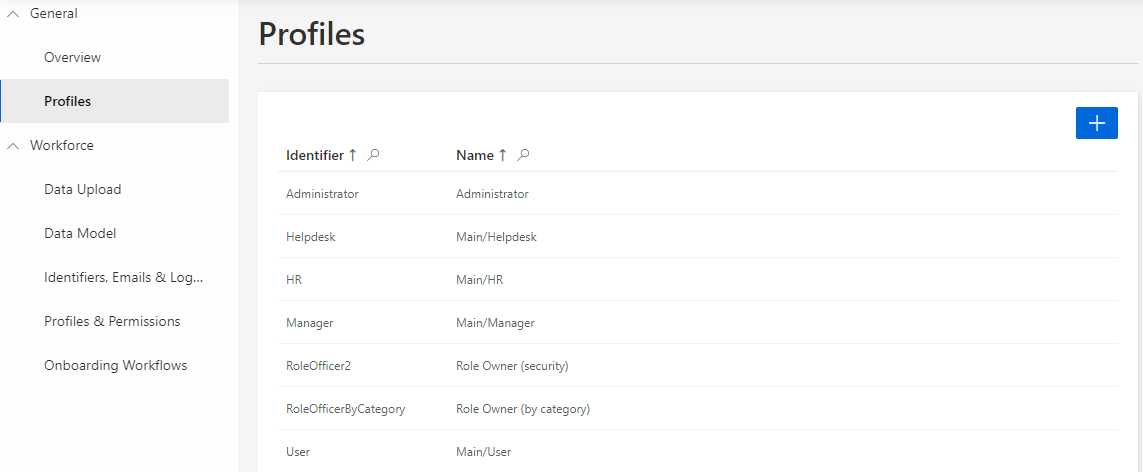 General
Overview
Profiles
Workforce
Data Upload
Data Model
Identifiers, Emails & Log...
Profiles & Permissions
Onboarding Workflows
Profiles
Identifier Name
Administrator Administrator
Helpdesk Main/Helpdesk
HR Main/HR
Manager Main/Manager
RoleOfficer2 Role Owner (security)
RoleOfficerByCategory Role Owner (by category)
User Main/User